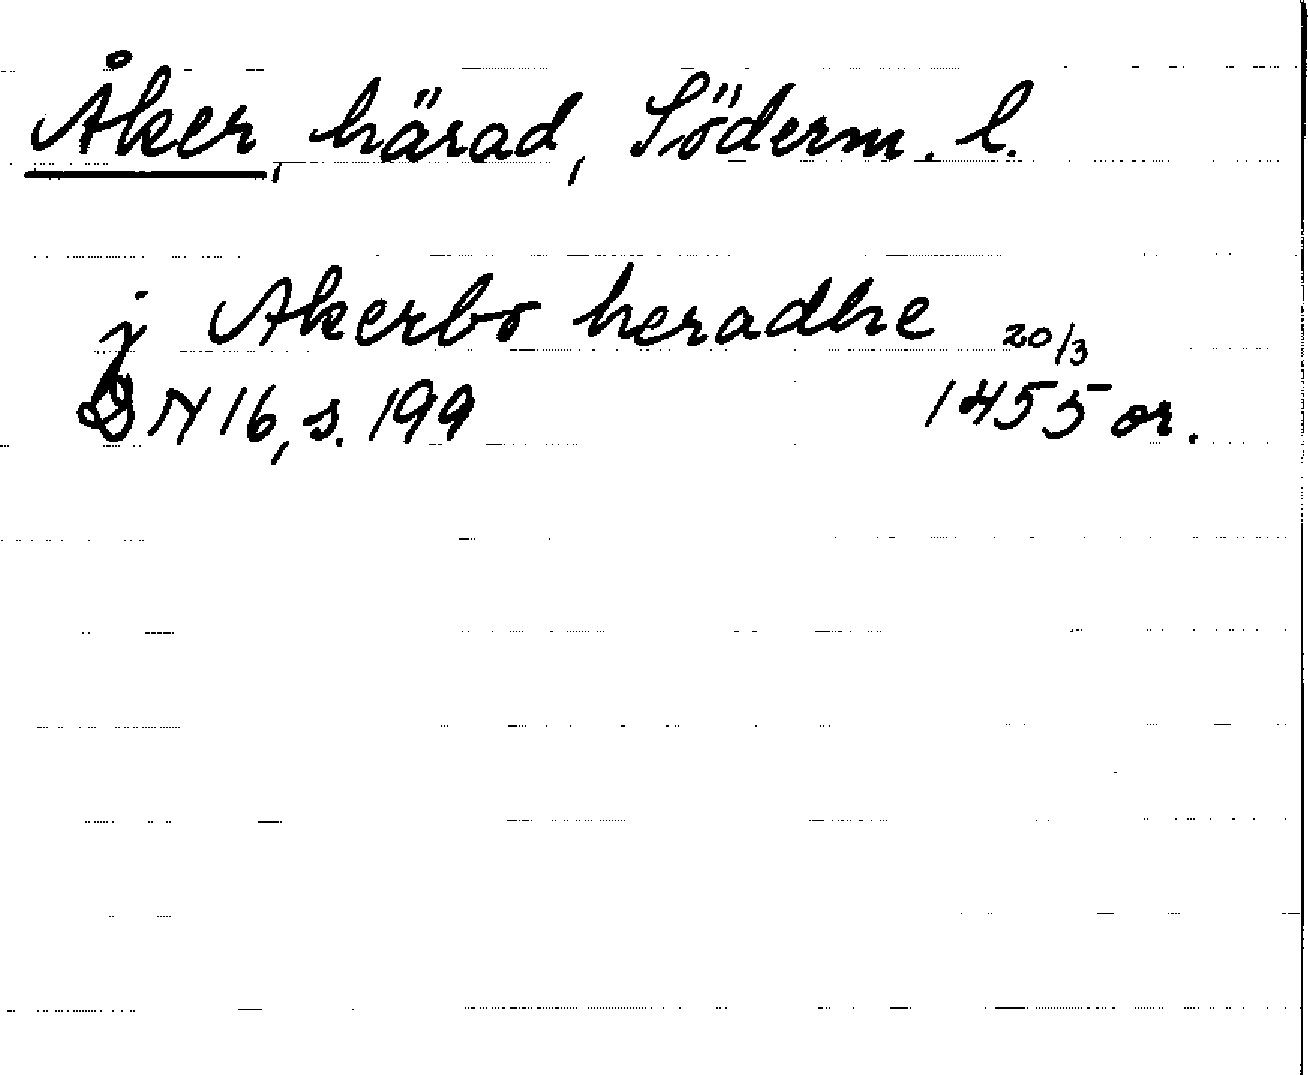 Åker, härad, Söderm. l.
j Akerbo heradhe 20/3
DN 16, s. 199 1455 or.